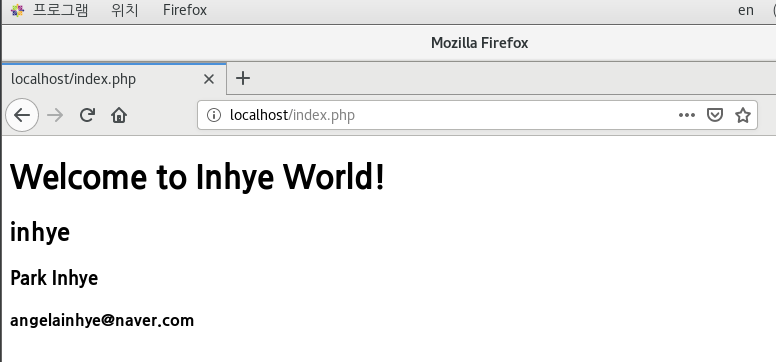 프로그램 위치 Firefox en
Mozilla Firefox
localhost/index.php
localhost/index.php
Welcome to Inhye World!
inhye
Park Inhye
angelainhye@naver.com